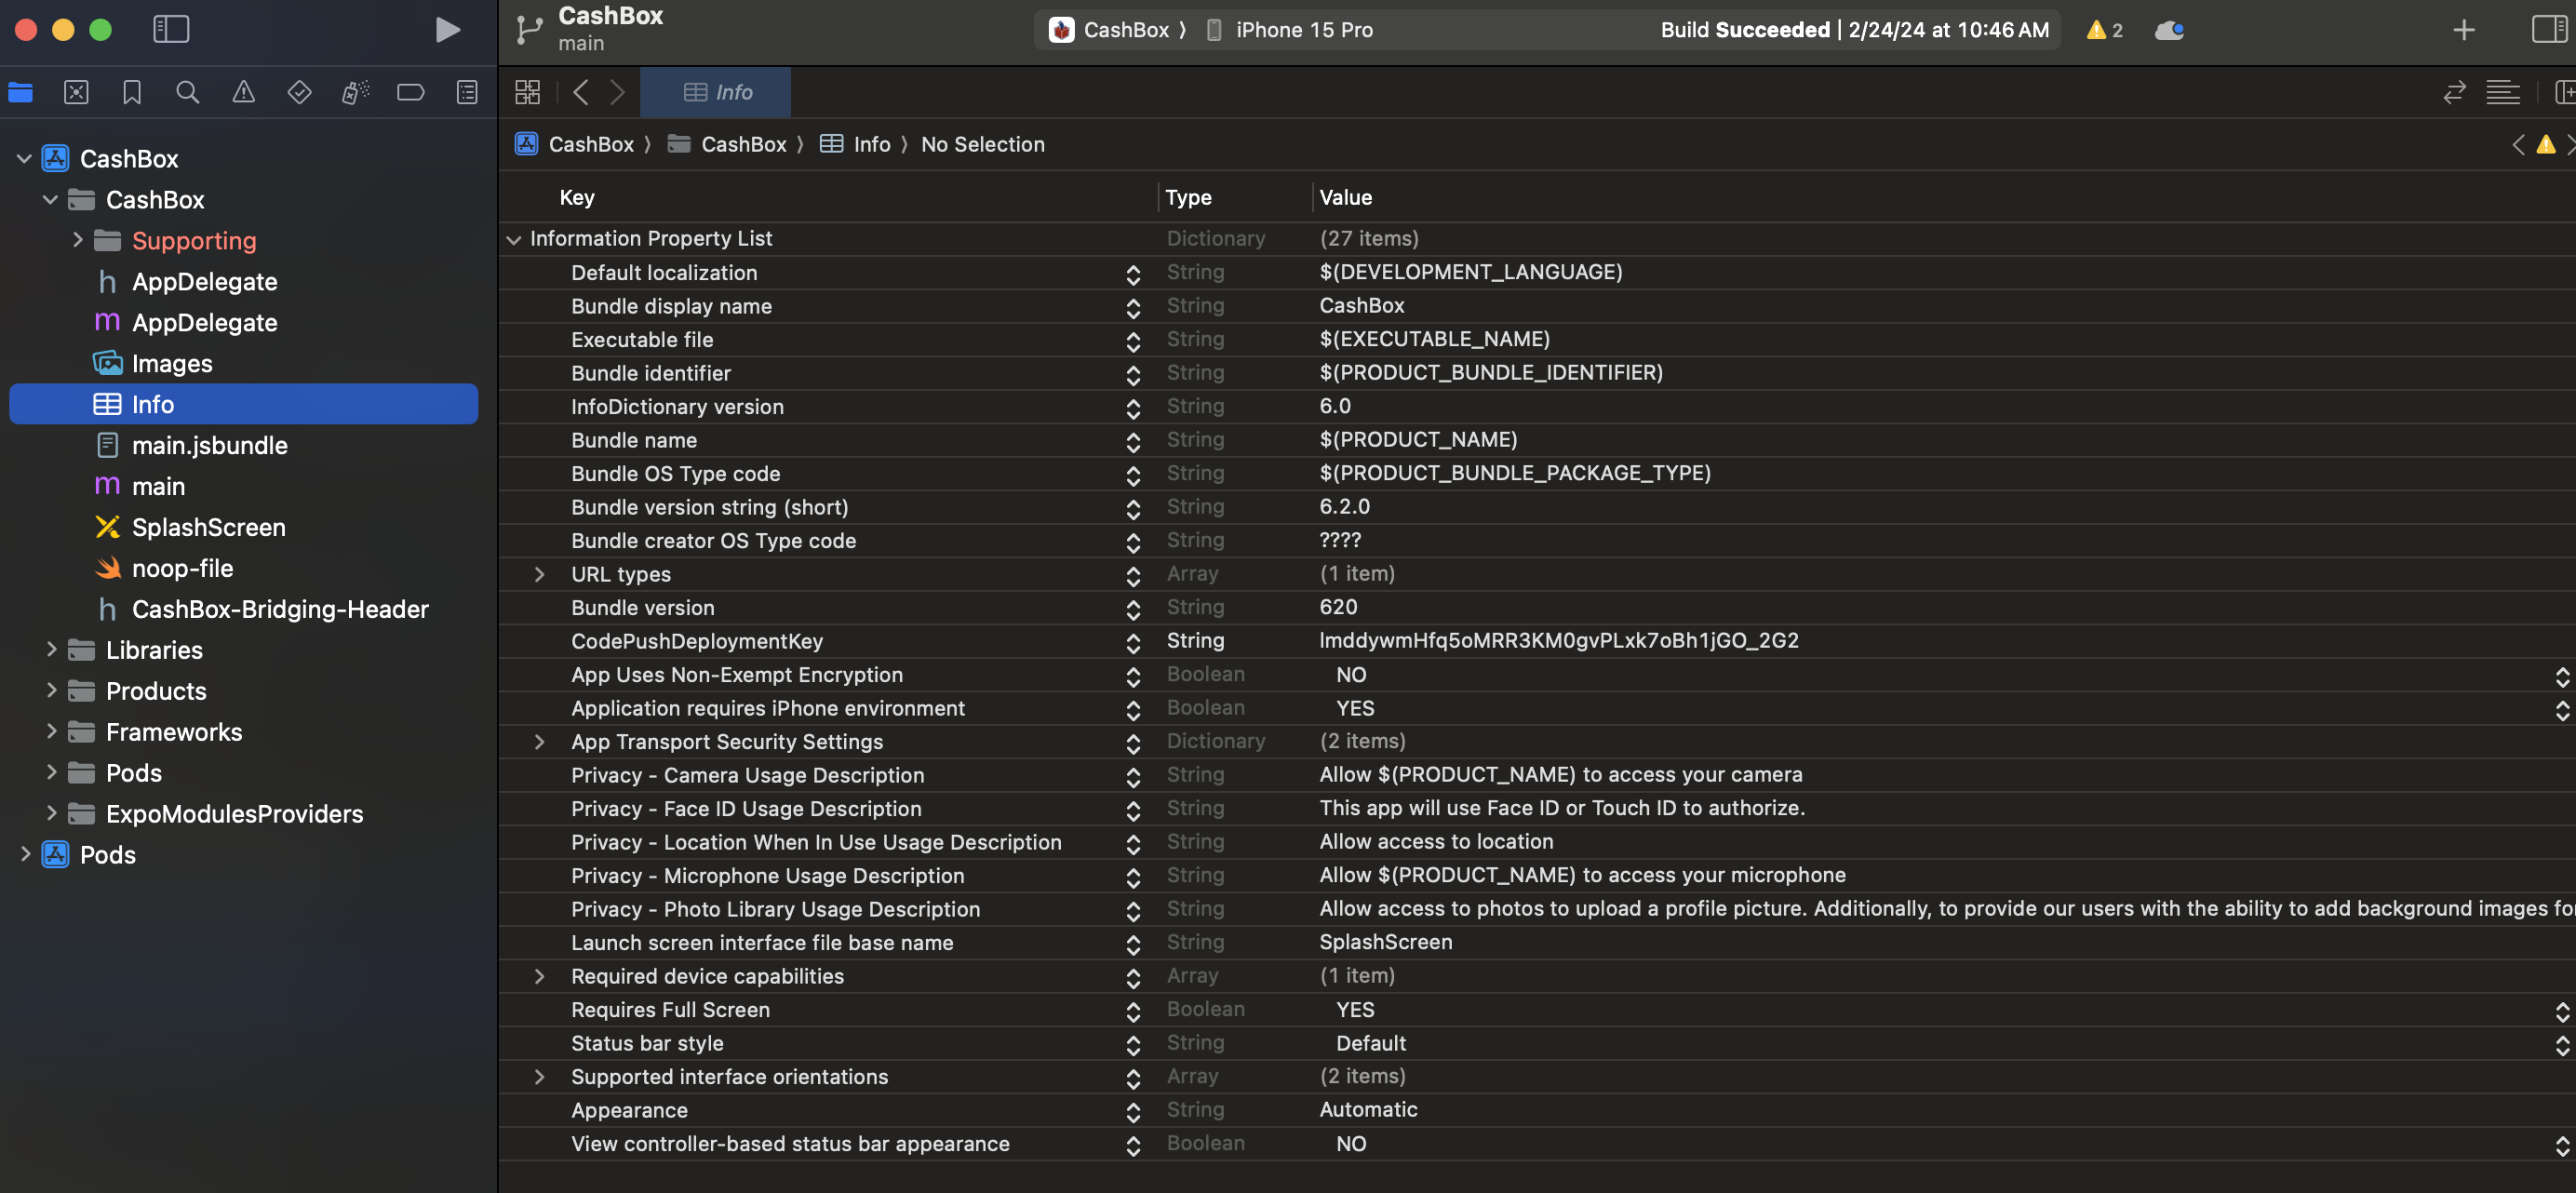 CashBox
main
CashBox ⟩ iPhone 15 Pro
Build Succeeded | 2/24/24 at 10:46 AM
2
Info
CashBox ⟩ CashBox ⟩ Info ⟩ No Selection
CashBox
CashBox
Supporting
h AppDelegate
m AppDelegate
Images
Info
main.jsbundle
m main
SplashScreen
noop-file
h CashBox-Bridging-Header
Libraries
Products
Frameworks
Pods
ExpoModulesProviders
Pods
Key Type Value
Information Property List Dictionary (27 items)
Default localization String $(DEVELOPMENT_LANGUAGE)
Bundle display name String CashBox
Executable file String $(EXECUTABLE_NAME)
Bundle identifier String $(PRODUCT_BUNDLE_IDENTIFIER)
InfoDictionary version String 6.0
Bundle name String $(PRODUCT_NAME)
Bundle OS Type code String $(PRODUCT_BUNDLE_PACKAGE_TYPE)
Bundle version string (short) String 6.2.0
Bundle creator OS Type code String ????
URL types Array (1 item)
Bundle version String 620
CodePushDeploymentKey String lmddywmHfq5oMRR3KM0gvPLxk7oBh1jGO_2G2
App Uses Non-Exempt Encryption Boolean NO
Application requires iPhone environment Boolean YES
App Transport Security Settings Dictionary (2 items)
Privacy - Camera Usage Description String Allow $(PRODUCT_NAME) to access your camera
Privacy - Face ID Usage Description String This app will use Face ID or Touch ID to authorize.
Privacy - Location When In Use Usage Description String Allow access to location
Privacy - Microphone Usage Description String Allow $(PRODUCT_NAME) to access your microphone
Privacy - Photo Library Usage Description String Allow access to photos to upload a profile picture. Additionally, to provide our users with the ability to add background images fo
Launch screen interface file base name String SplashScreen
Required device capabilities Array (1 item)
Requires Full Screen Boolean YES
Status bar style String Default
Supported interface orientations Array (2 items)
Appearance String Automatic
View controller-based status bar appearance Boolean NO